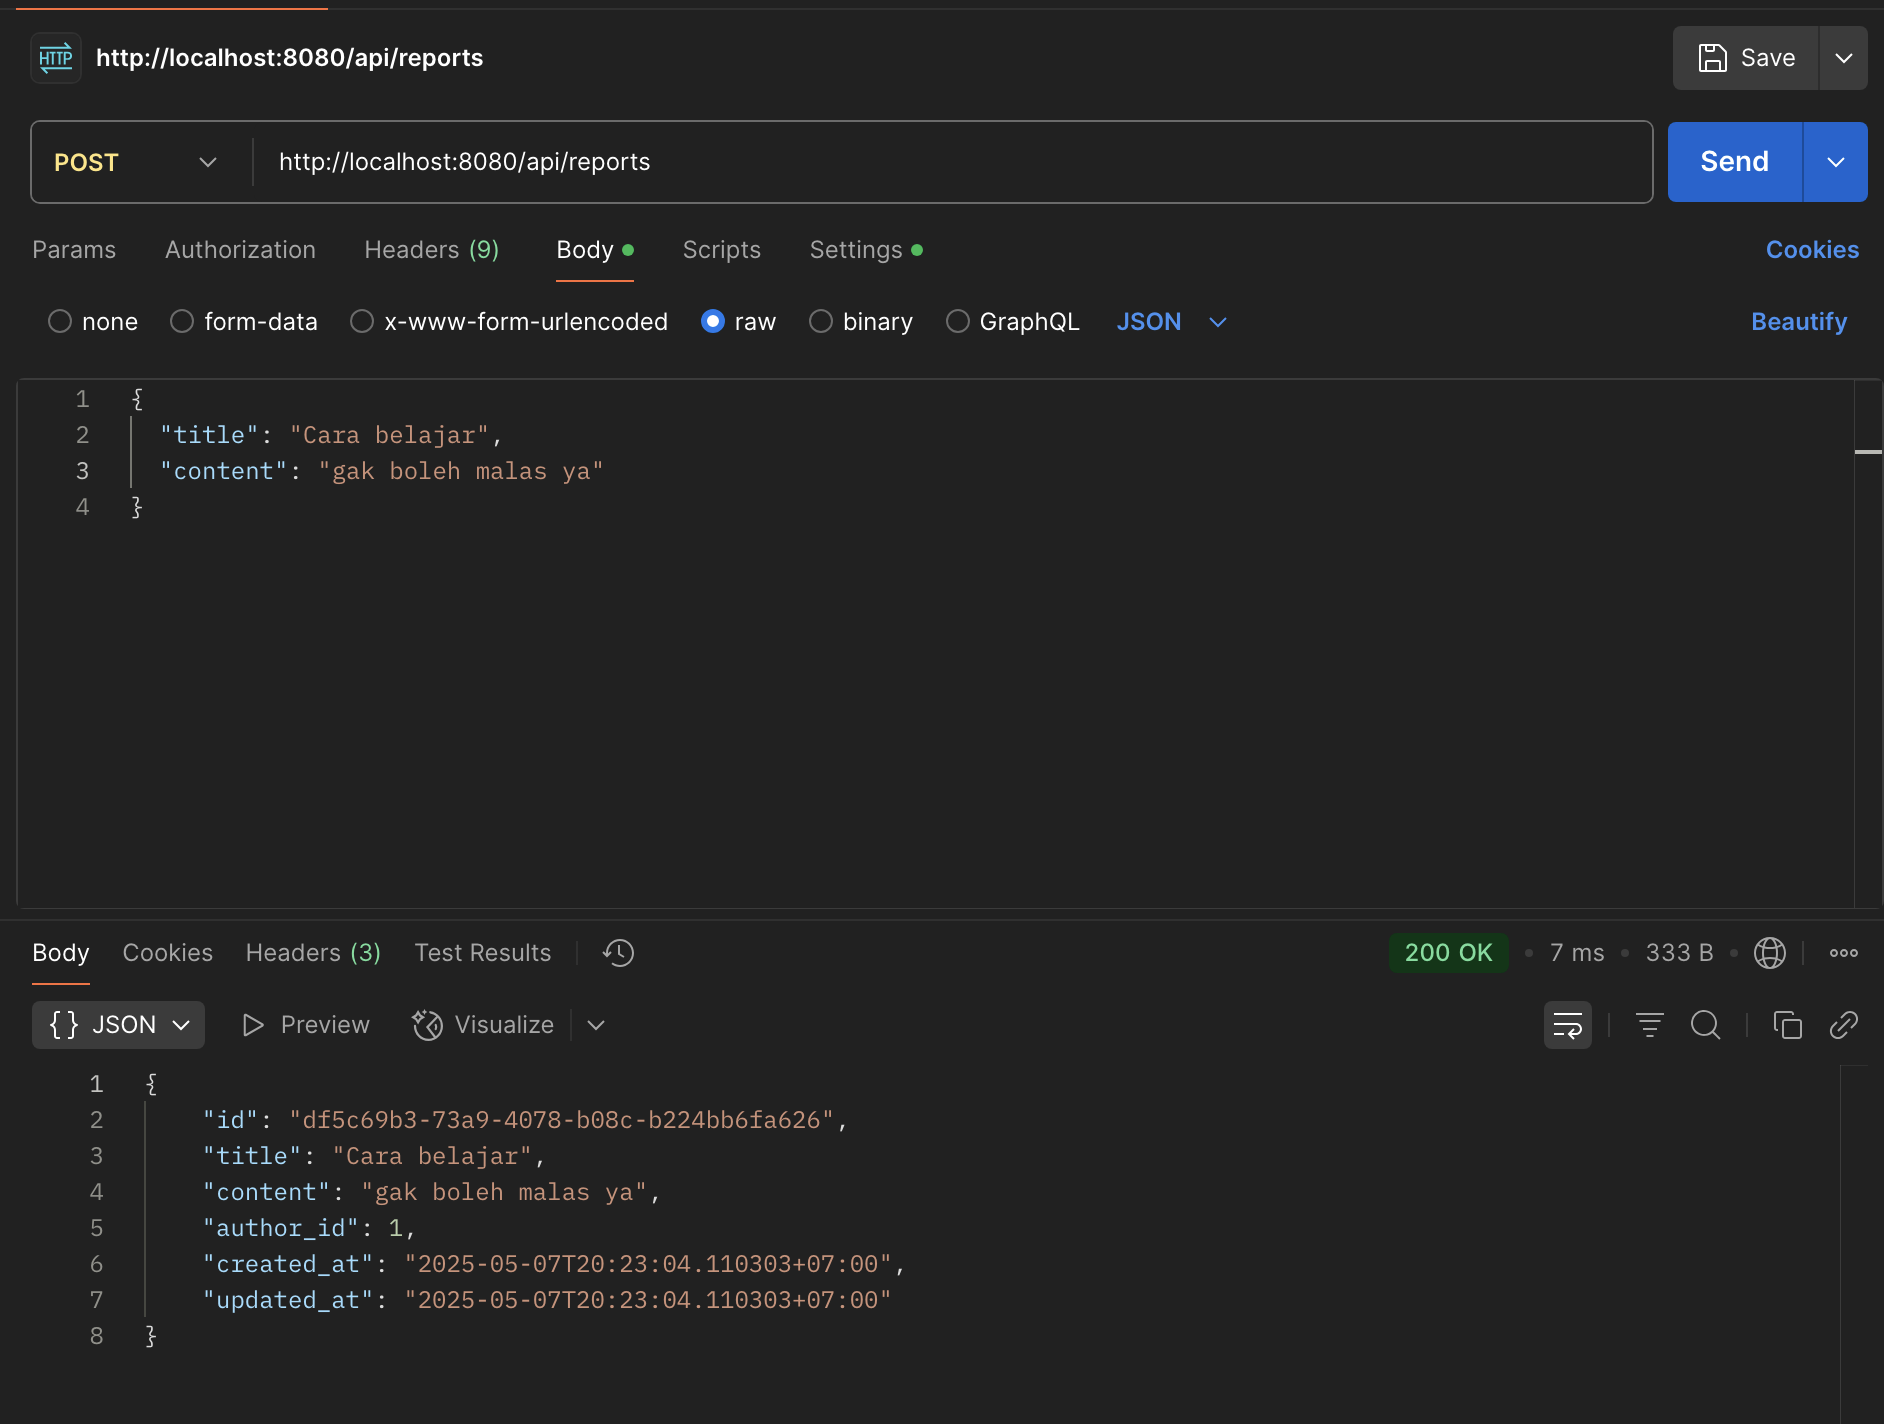 HTTP http://localhost:8080/api/reports Save
POST http://localhost:8080/api/reports Send
Params Authorization Headers (9) Body Scripts Settings Cookies
none form-data x-www-form-urlencoded raw binary GraphQL JSON Beautify
1 {
2 "title": "Cara belajar",
3 "content": "gak boleh malas ya"
4 }
Body Cookies Headers (3) Test Results 200 OK • 7 ms • 333 B •
{} JSON Preview Visualize
1 {
2 "id": "df5c69b3-73a9-4078-b08c-b224bb6fa626",
3 "title": "Cara belajar",
4 "content": "gak boleh malas ya",
5 "author_id": 1,
6 "created_at": "2025-05-07T20:23:04.110303+07:00",
7 "updated_at": "2025-05-07T20:23:04.110303+07:00"
8 }